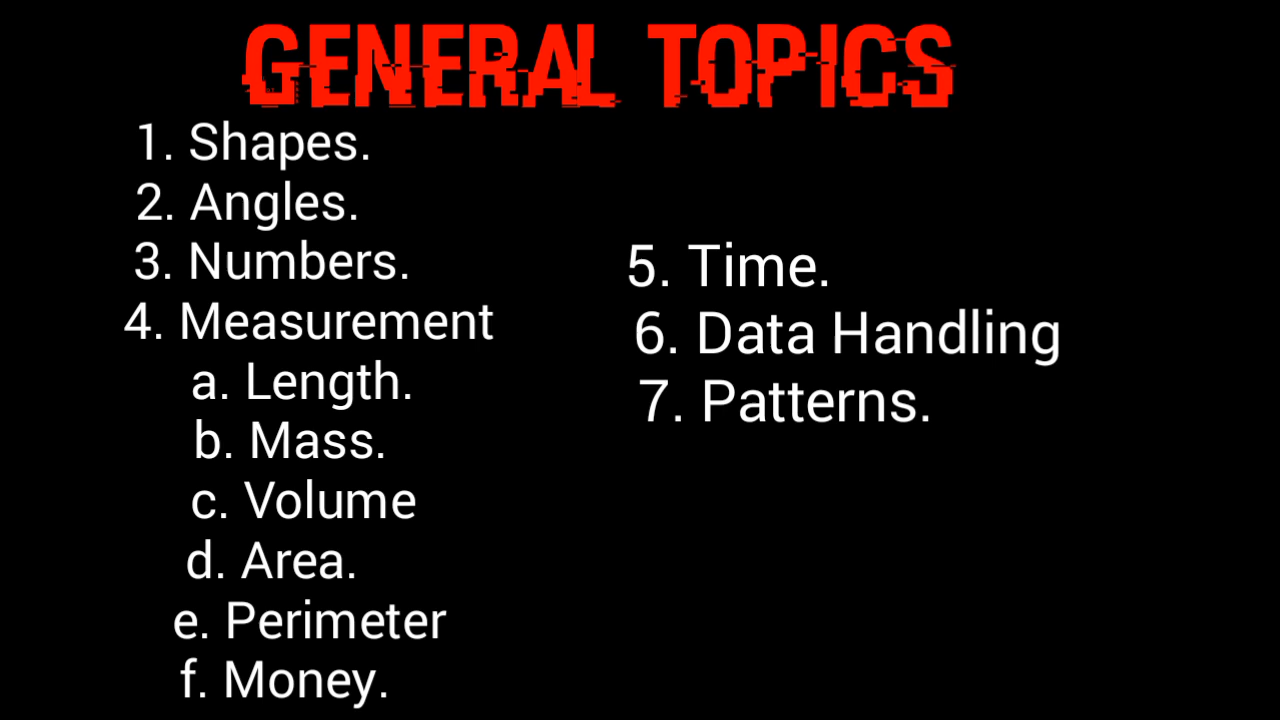 GENERAL TOPICS
1. Shapes.
2. Angles.
3. Numbers.
4. Measurement
a. Length.
b. Mass.
c. Volume
d. Area.
e. Perimeter
f. Money.
5. Time.
6. Data Handling
7. Patterns.